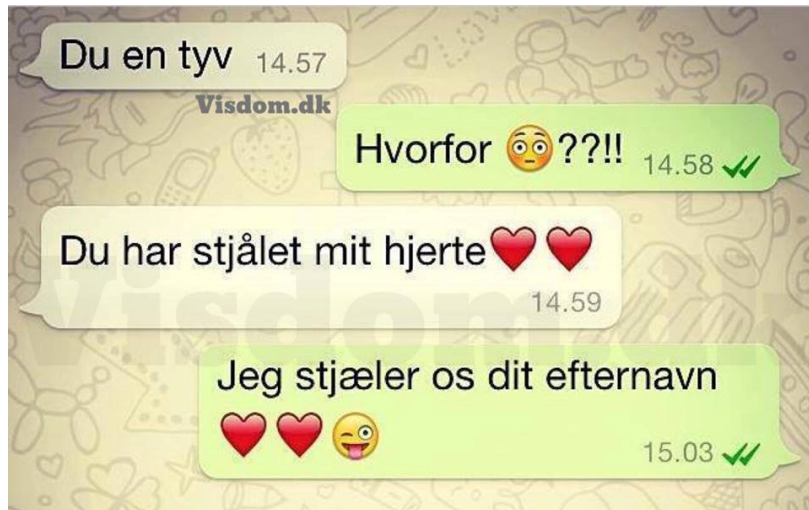 Du en tyv 14.57
Visdom.dk
Hvorfor 😳??!! 14.58
Du har stjålet mit hjerte❤️❤️
14.59
Visdom.dk
Jeg stjæler os dit efternavn
❤️❤️😜 15.03